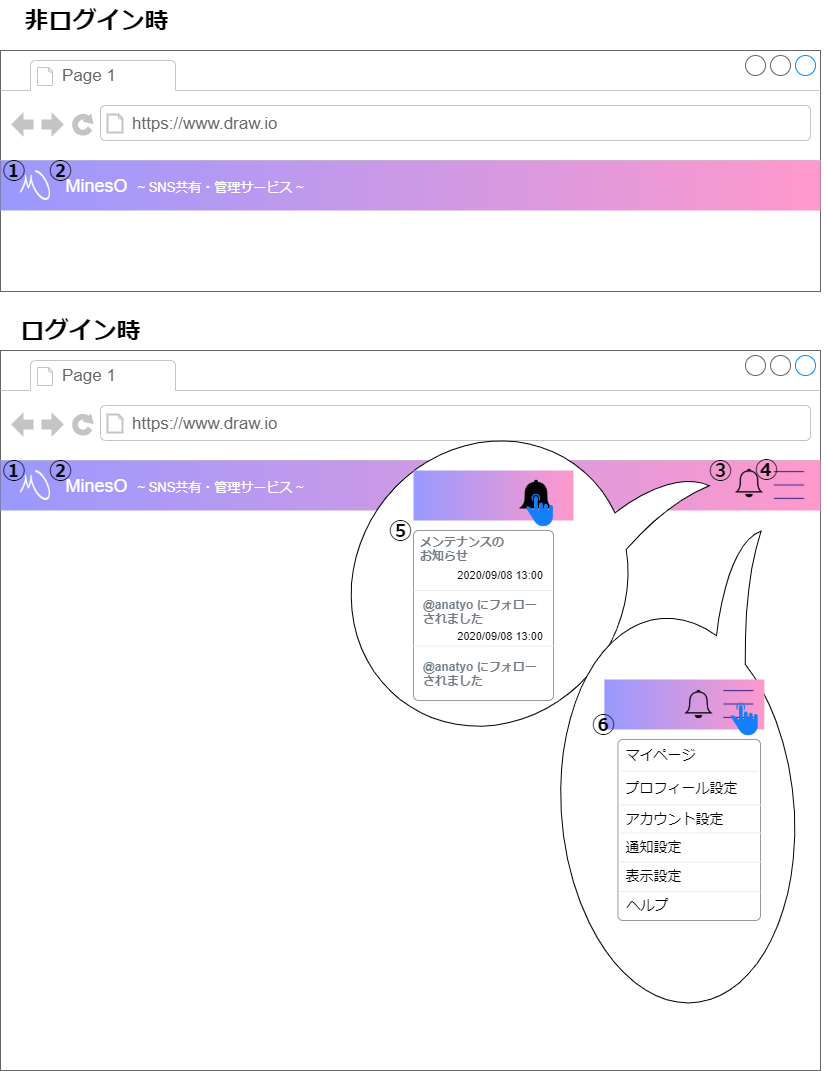 非ログイン時
Page 1
https://www.draw.io
① ② MinesO ～SNS共有・管理サービス～
ログイン時
Page 1
https://www.draw.io
① ② MinesO ～SNS共有・管理サービス～
③ ④
⑤
メンテナンスの
お知らせ
2020/09/08 13:00
@anatyo にフォロー
されました
2020/09/08 13:00
@anatyo にフォロー
されました
⑥
マイページ
プロフィール設定
アカウント設定
通知設定
表示設定
ヘルプ